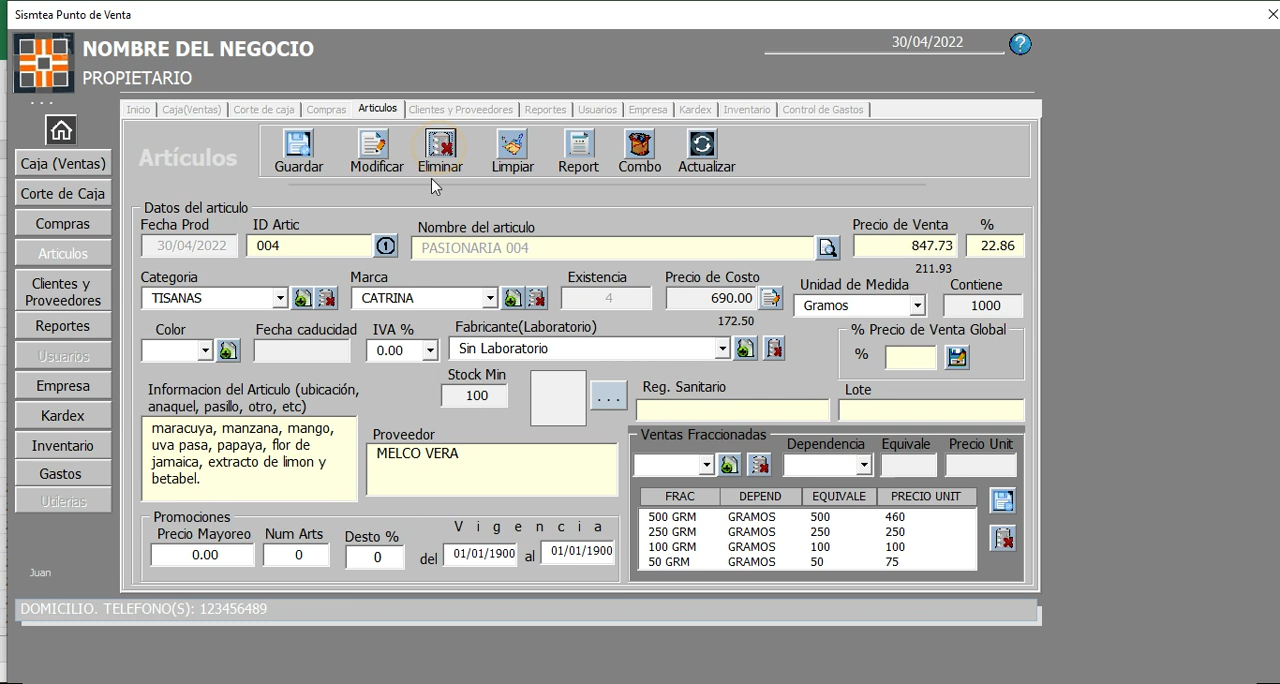 Sismtea Punto de Venta
NOMBRE DEL NEGOCIO
PROPIETARIO
30/04/2022
?
. . .
Inicio Caja(Ventas) Corte de caja Compras Articulos Clientes y Proveedores Reportes Usuarios Empresa Kardex Inventario Control de Gastos
Caja (Ventas)
Corte de Caja
Compras
Articulos
Clientes y
Proveedores
Reportes
Usuarios
Empresa
Kardex
Inventario
Gastos
Utilerias
Juan
Artículos
Guardar Modificar Eliminar Limpiar Report Combo Actualizar
Datos del articulo
Fecha Prod ID Artic Nombre del articulo Precio de Venta %
30/04/2022 004 1 PASIONARIA 004 847.73 22.86
211.93
Categoria Marca Existencia Precio de Costo Unidad de Medida Contiene
TISANAS CATRINA 4 690.00 Gramos 1000
172.50
Color Fecha caducidad IVA % Fabricante(Laboratorio) % Precio de Venta Global
0.00 Sin Laboratorio %
Informacion del Articulo (ubicación,
anaquel, pasillo, otro, etc)
Stock Min
100
. . .
Reg. Sanitario Lote
maracuya, manzana, mango,
uva pasa, papaya, flor de
jamaica, extracto de limon y
betabel.
Proveedor
MELCO VERA
Ventas Fraccionadas Dependencia Equivale Precio Unit
FRAC DEPEND EQUIVALE PRECIO UNIT
500 GRM GRAMOS 500 460
250 GRM GRAMOS 250 250
100 GRM GRAMOS 100 100
50 GRM GRAMOS 50 75
Promociones
Precio Mayoreo Num Arts Desto % V i g e n c i a
0.00 0 0 del 01/01/1900 al 01/01/1900
DOMICILIO. TELEFONO(S): 123456489